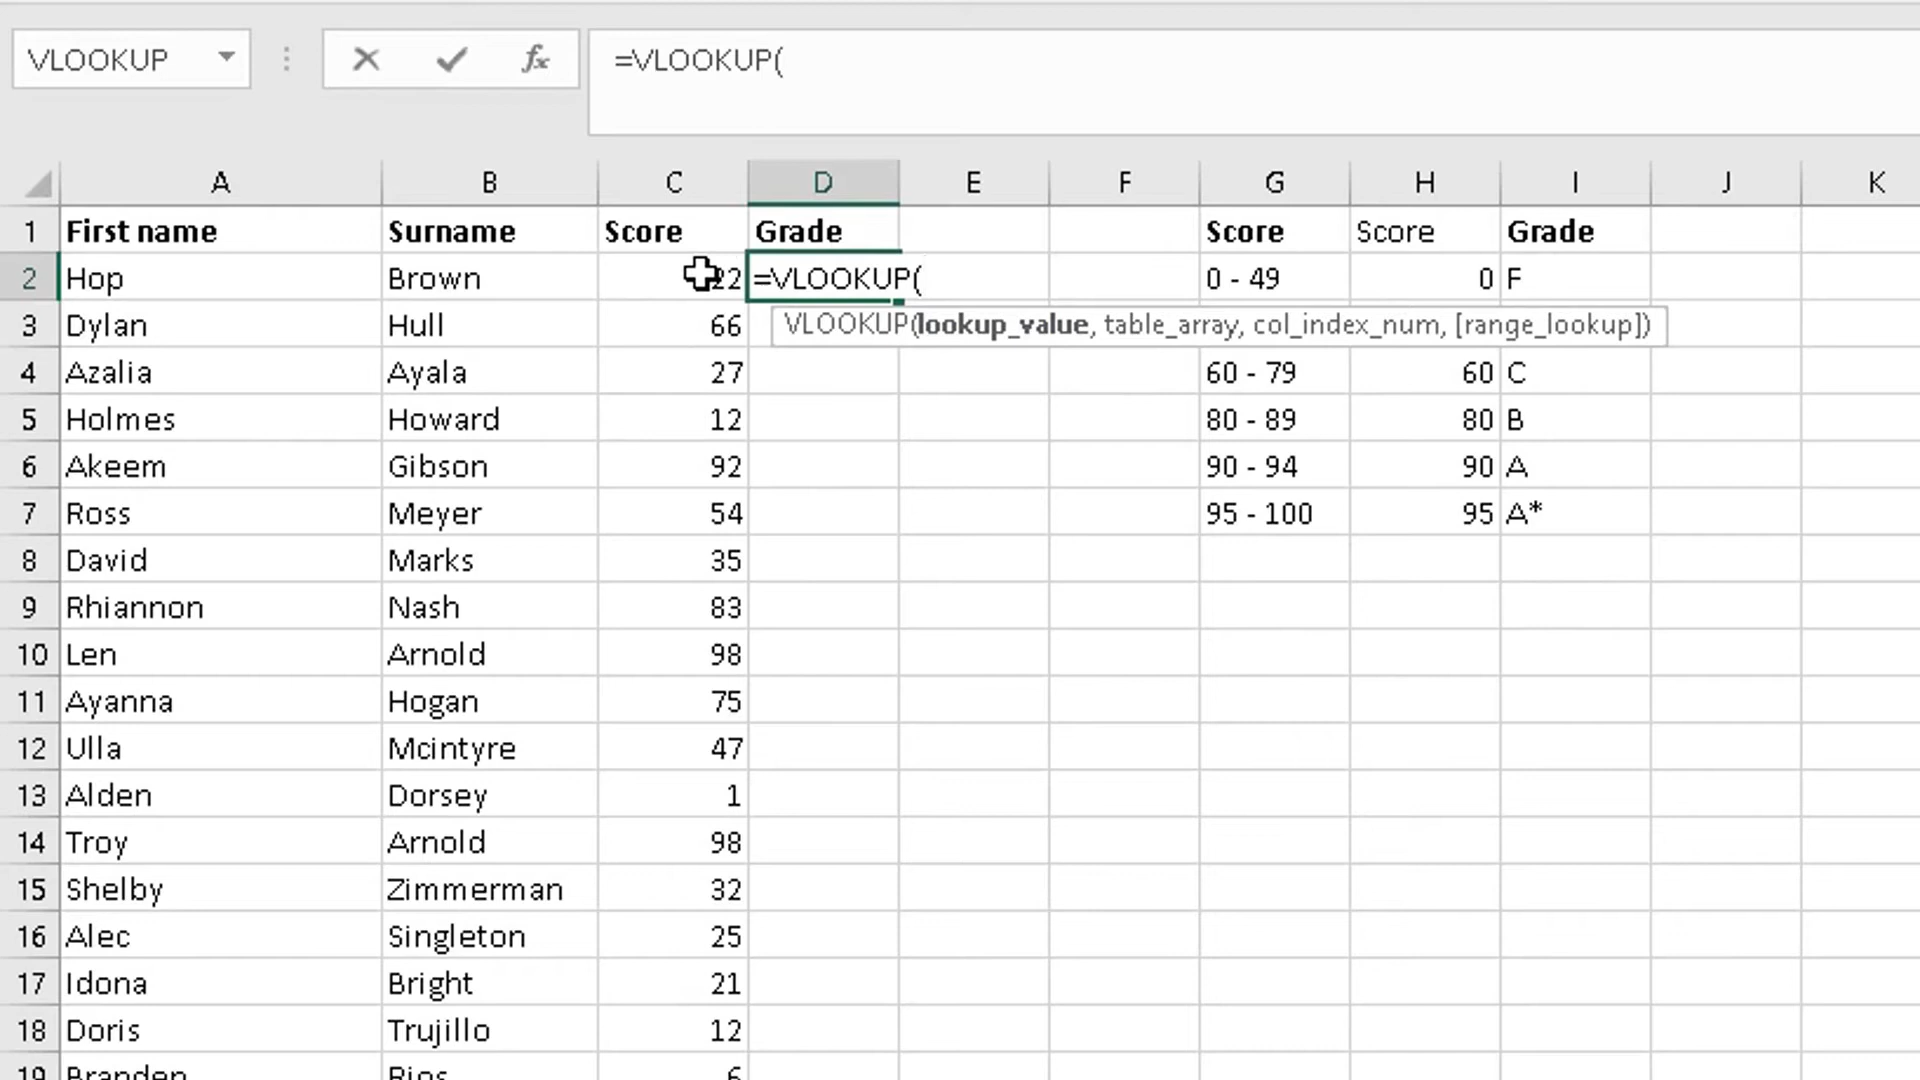 VLOOKUP fx =VLOOKUP(
A B C D E F G H I J K
1 First name Surname Score Grade Score Score Grade
2 Hop Brown 22 =VLOOKUP( 0 - 49 0 F
3 Dylan Hull 66 VLOOKUP(lookup_value, table_array, col_index_num, [range_lookup])
4 Azalia Ayala 27 60 - 79 60 C
5 Holmes Howard 12 80 - 89 80 B
6 Akeem Gibson 92 90 - 94 90 A
7 Ross Meyer 54 95 - 100 95 A*
8 David Marks 35
9 Rhiannon Nash 83
10 Len Arnold 98
11 Ayanna Hogan 75
12 Ulla Mcintyre 47
13 Alden Dorsey 1
14 Troy Arnold 98
15 Shelby Zimmerman 32
16 Alec Singleton 25
17 Idona Bright 21
18 Doris Trujillo 12
19 Branden Rios 6